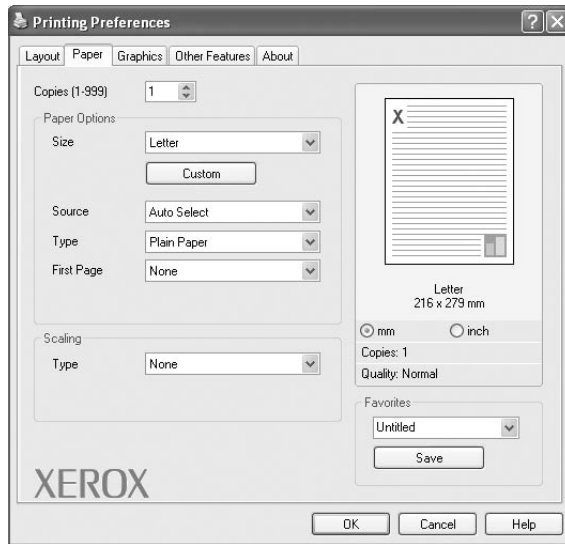 Printing Preferences
Layout Paper Graphics Other Features About
Copies (1-999) 1
Paper Options
Size Letter
Custom
Source Auto Select
Type Plain Paper
First Page None
Scaling
Type None
XEROX
X
Letter
216 x 279 mm
mm inch
Copies: 1
Quality: Normal
Favorites
Untitled
Save
OK Cancel Help